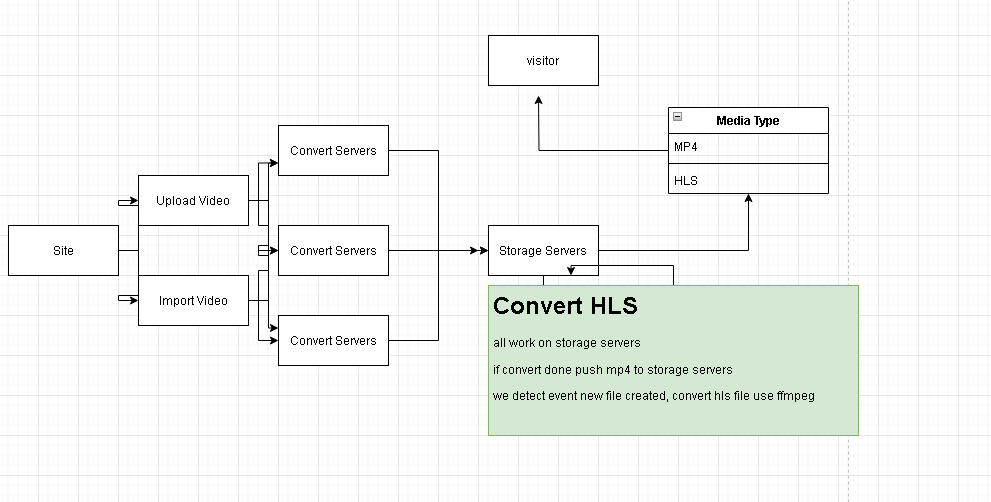 visitor
Media Type
MP4
HLS
Convert Servers
Upload Video
Site
Convert Servers
Storage Servers
Import Video
Convert Servers
Convert HLS
all work on storage servers
if convert done push mp4 to storage servers
we detect event new file created, convert hls file use ffmpeg